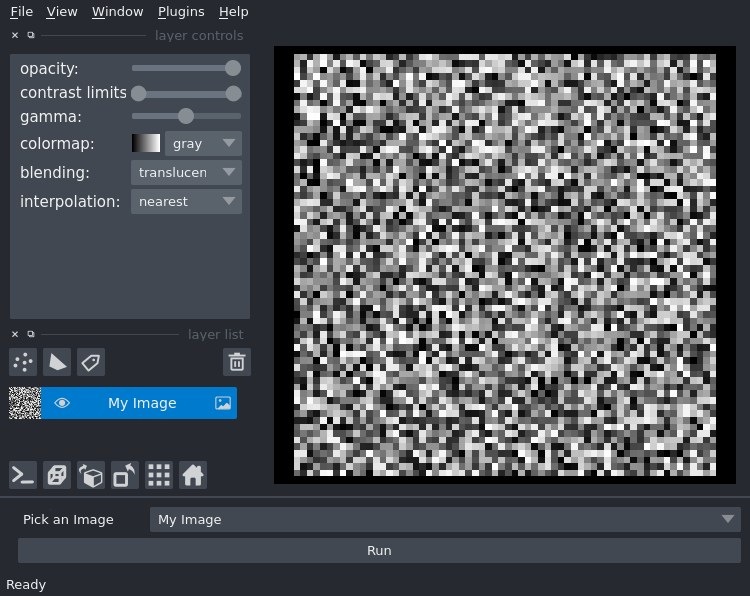 File View Window Plugins Help
layer controls
opacity:
contrast limits
gamma:
colormap: gray
blending: translucen
interpolation: nearest
layer list
My Image
Pick an Image My Image
Run
Ready